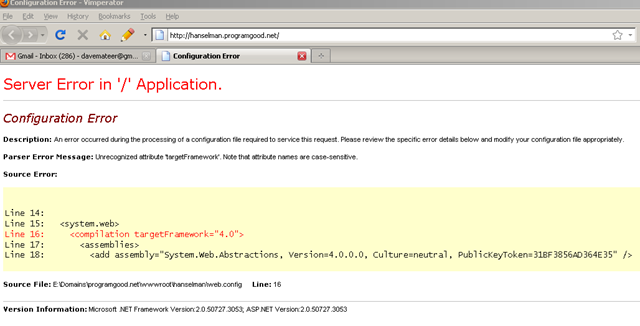 Configuration Error - Vimperator
File Edit View History Bookmarks Tools Help
http://hanselman.programgood.net/
Gmail - Inbox (286) - davemateer@gm... Configuration Error
Server Error in '/' Application.
Configuration Error
Description: An error occurred during the processing of a configuration file required to service this request. Please review the specific error details below and modify your configuration file appropriately.
Parser Error Message: Unrecognized attribute 'targetFramework'. Note that attribute names are case-sensitive.
Source Error:
Line 14:
Line 15: <system.web>
Line 16: <compilation targetFramework="4.0">
Line 17: <assemblies>
Line 18: <add assembly="System.Web.Abstractions, Version=4.0.0.0, Culture=neutral, PublicKeyToken=31BF3856AD364E35" />
Source File: E:\Domains\programgood.net\wwwroot\hanselman\web.config Line: 16
Version Information: Microsoft .NET Framework Version:2.0.50727.3053; ASP.NET Version:2.0.50727.3053